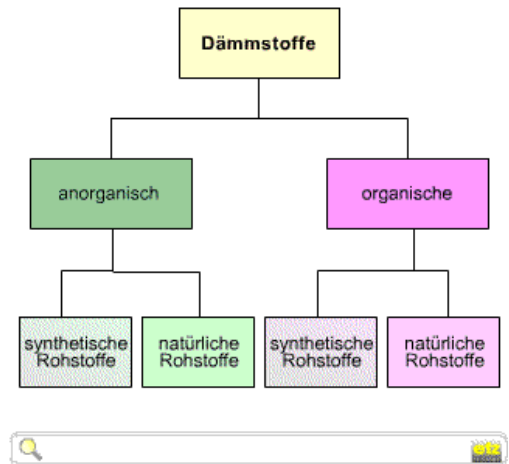 Dämmstoffe
anorganisch
organische
synthetische
Rohstoffe
natürliche
Rohstoffe
synthetische
Rohstoffe
natürliche
Rohstoffe